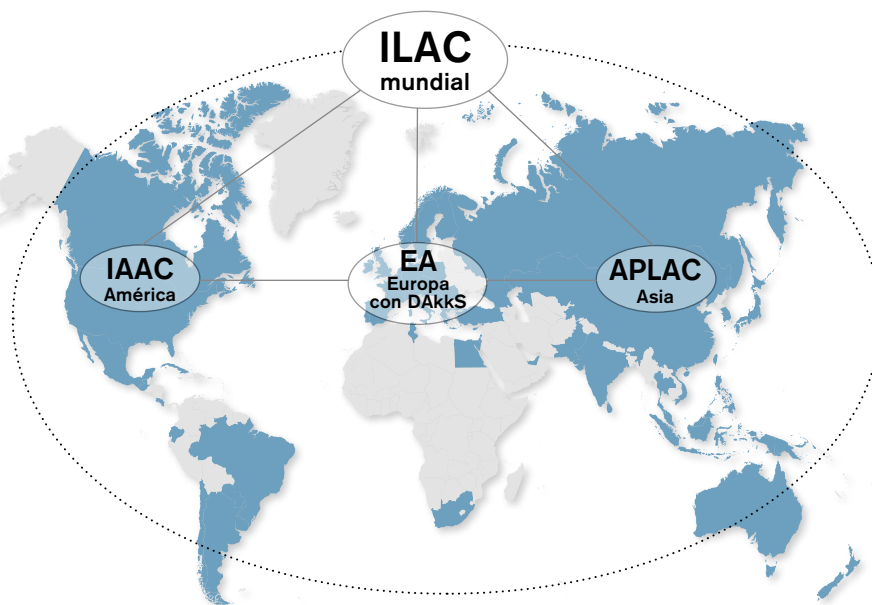 ILAC
mundial
IAAC
América
EA
Europa
con DAkkS
APLAC
Asia